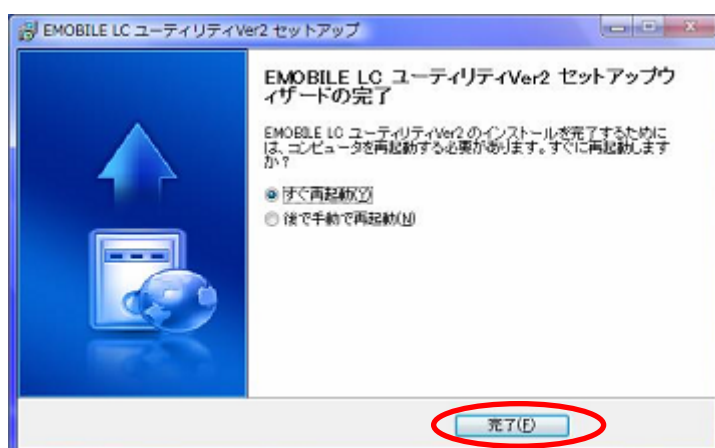 EMOBILE LC ユーティリティVer2 セットアップ
EMOBILE LC ユーティリティVer2 セットアップウ
ィザードの完了
EMOBILE LC ユーティリティVer2 のインストールを完了するために
は、コンピュータを再起動する必要があります。すぐに再起動します
か?
すぐ再起動(Y)
後で手動で再起動(N)
完了(F)